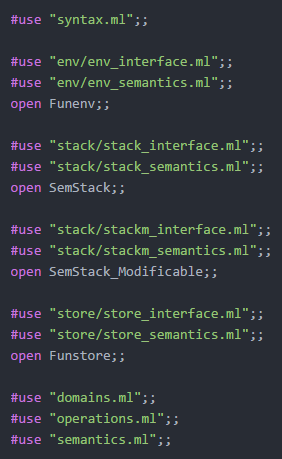 #use "syntax.ml";;
#use "env/env_interface.ml";;
#use "env/env_semantics.ml";;
open Funenv;;
#use "stack/stack_interface.ml";;
#use "stack/stack_semantics.ml";;
open SemStack;;
#use "stack/stackm_interface.ml";;
#use "stack/stackm_semantics.ml";;
open SemStack_Modificable;;
#use "store/store_interface.ml";;
#use "store/store_semantics.ml";;
open Funstore;;
#use "domains.ml";;
#use "operations.ml";;
#use "semantics.ml";;